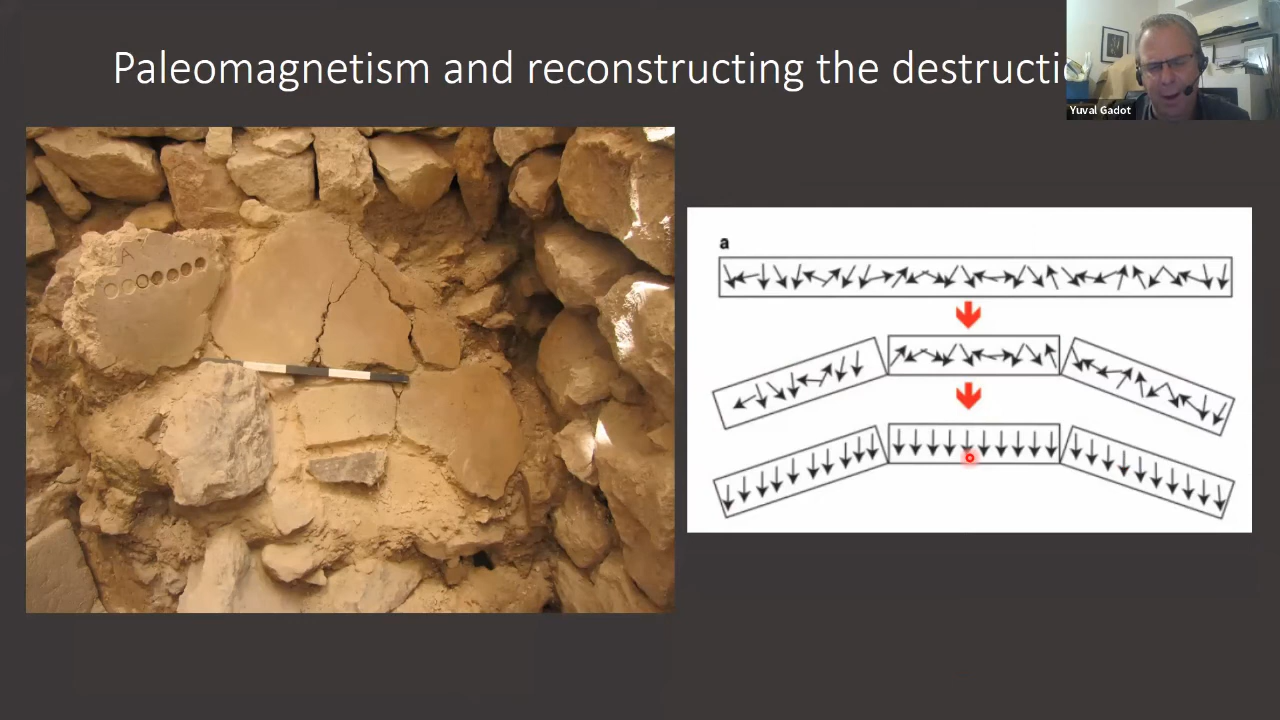 Paleomagnetism and reconstructing the destructi
Yuval Gadot
A
a